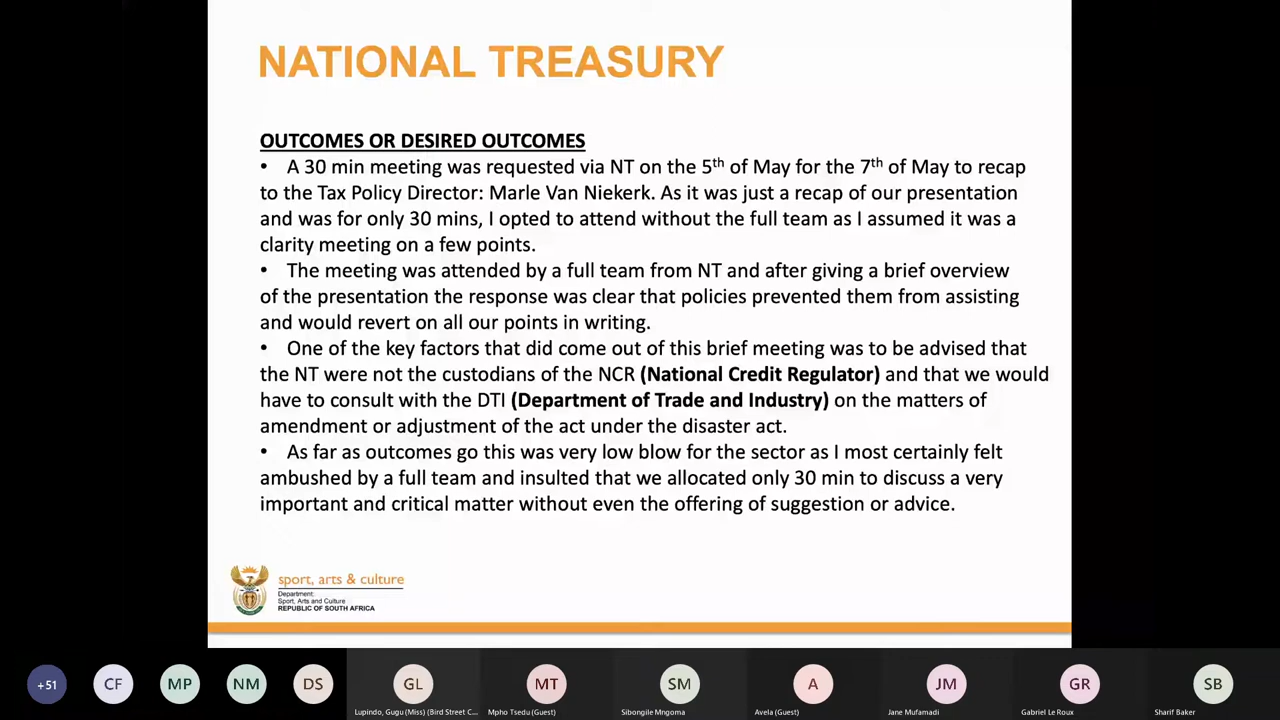 NATIONAL TREASURY
OUTCOMES OR DESIRED OUTCOMES
• A 30 min meeting was requested via NT on the 5th of May for the 7th of May to recap
to the Tax Policy Director: Marle Van Niekerk. As it was just a recap of our presentation
and was for only 30 mins, I opted to attend without the full team as I assumed it was a
clarity meeting on a few points.
• The meeting was attended by a full team from NT and after giving a brief overview
of the presentation the response was clear that policies prevented them from assisting
and would revert on all our points in writing.
• One of the key factors that did come out of this brief meeting was to be advised that
the NT were not the custodians of the NCR (National Credit Regulator) and that we would
have to consult with the DTI (Department of Trade and Industry) on the matters of
amendment or adjustment of the act under the disaster act.
• As far as outcomes go this was very low blow for the sector as I most certainly felt
ambushed by a full team and insulted that we allocated only 30 min to discuss a very
important and critical matter without even the offering of suggestion or advice.
sport, arts & culture
Department:
Sport, Arts and Culture
REPUBLIC OF SOUTH AFRICA
+51 CF MP NM DS GL MT SM A JM GR SB
Lupindo, Gugu (Miss) (Bird Street C... Mpho Tsedu (Guest) Sibongile Mngoma Avela (Guest) Jane Mufamadi Gabriel Le Roux Sharif Baker